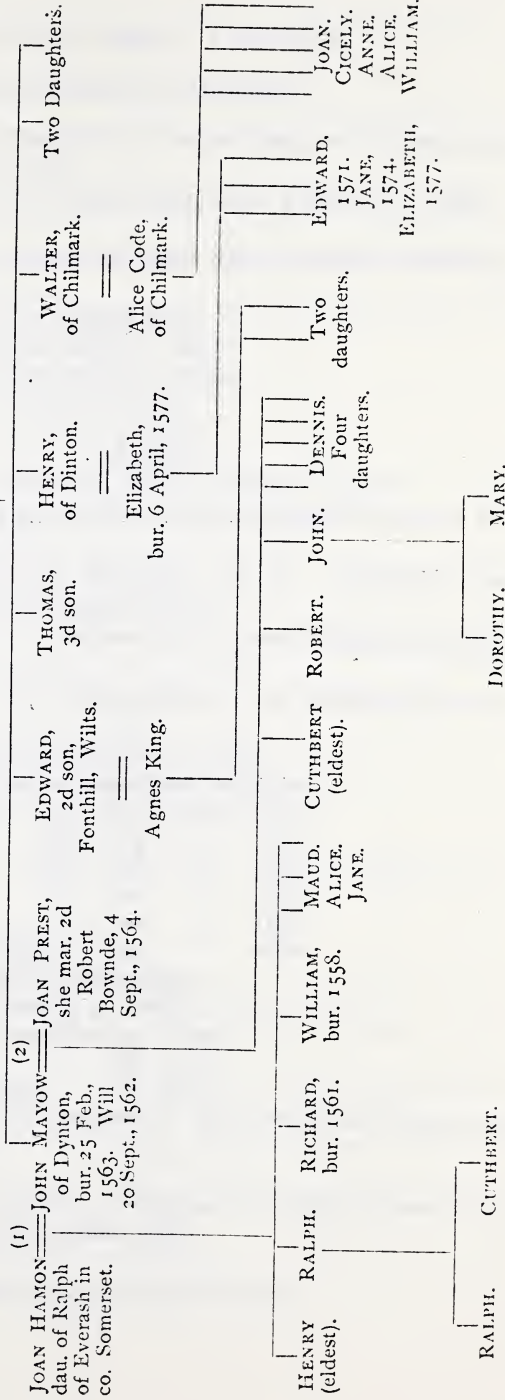 (1)
(2)
JOAN HAMON
dau. of Ralph
of Everash in
co. Somerset.
JOHN MAYOW
of Dynton,
bur. 25 Feb.,
1563. Will
20 Sept., 1562.
JOAN PREST,
she mar. 2d
Robert
Bownde, 4
Sept., 1564.
EDWARD,
2d son,
Fonthill, Wilts.
Agnes King.
THOMAS,
3d son.
HENRY,
of Dinton.
Elizabeth,
bur. 6 April, 1577.
WALTER,
of Chilmark.
Alice Code,
of Chilmark.
Two Daughters.
HENRY
(eldest).
RALPH.
RICHARD,
bur. 1561.
WILLIAM,
bur. 1558.
MAUD.
ALICE.
JANE.
CUTHBERT
(eldest).
ROBERT.
JOHN.
DENNIS.
Four
daughters.
Two
daughters.
EDWARD,
1571.
JANE,
1574.
ELIZABETH,
1577.
JOAN.
CICELY.
ANNE.
ALICE.
WILLIAM.
RALPH.
CUTHBERT.
DOROTHY.
MARY.